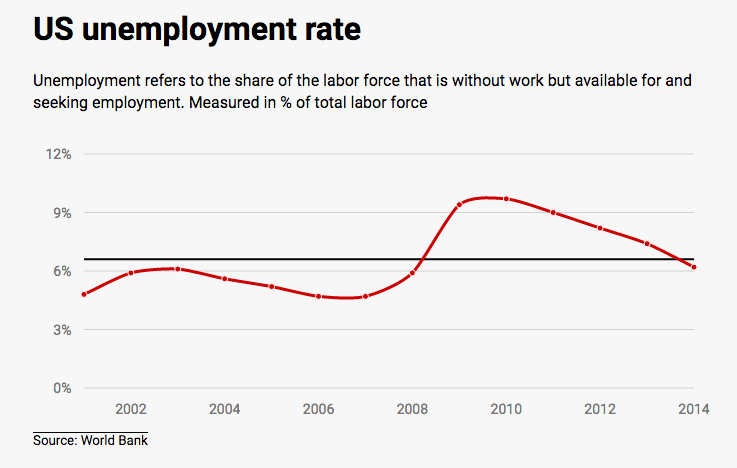 US unemployment rate
Unemployment refers to the share of the labor force that is without work but available for and
seeking employment. Measured in % of total labor force
12%
9%
6%
3%
0%
2002 2004 2006 2008 2010 2012 2014
Source: World Bank